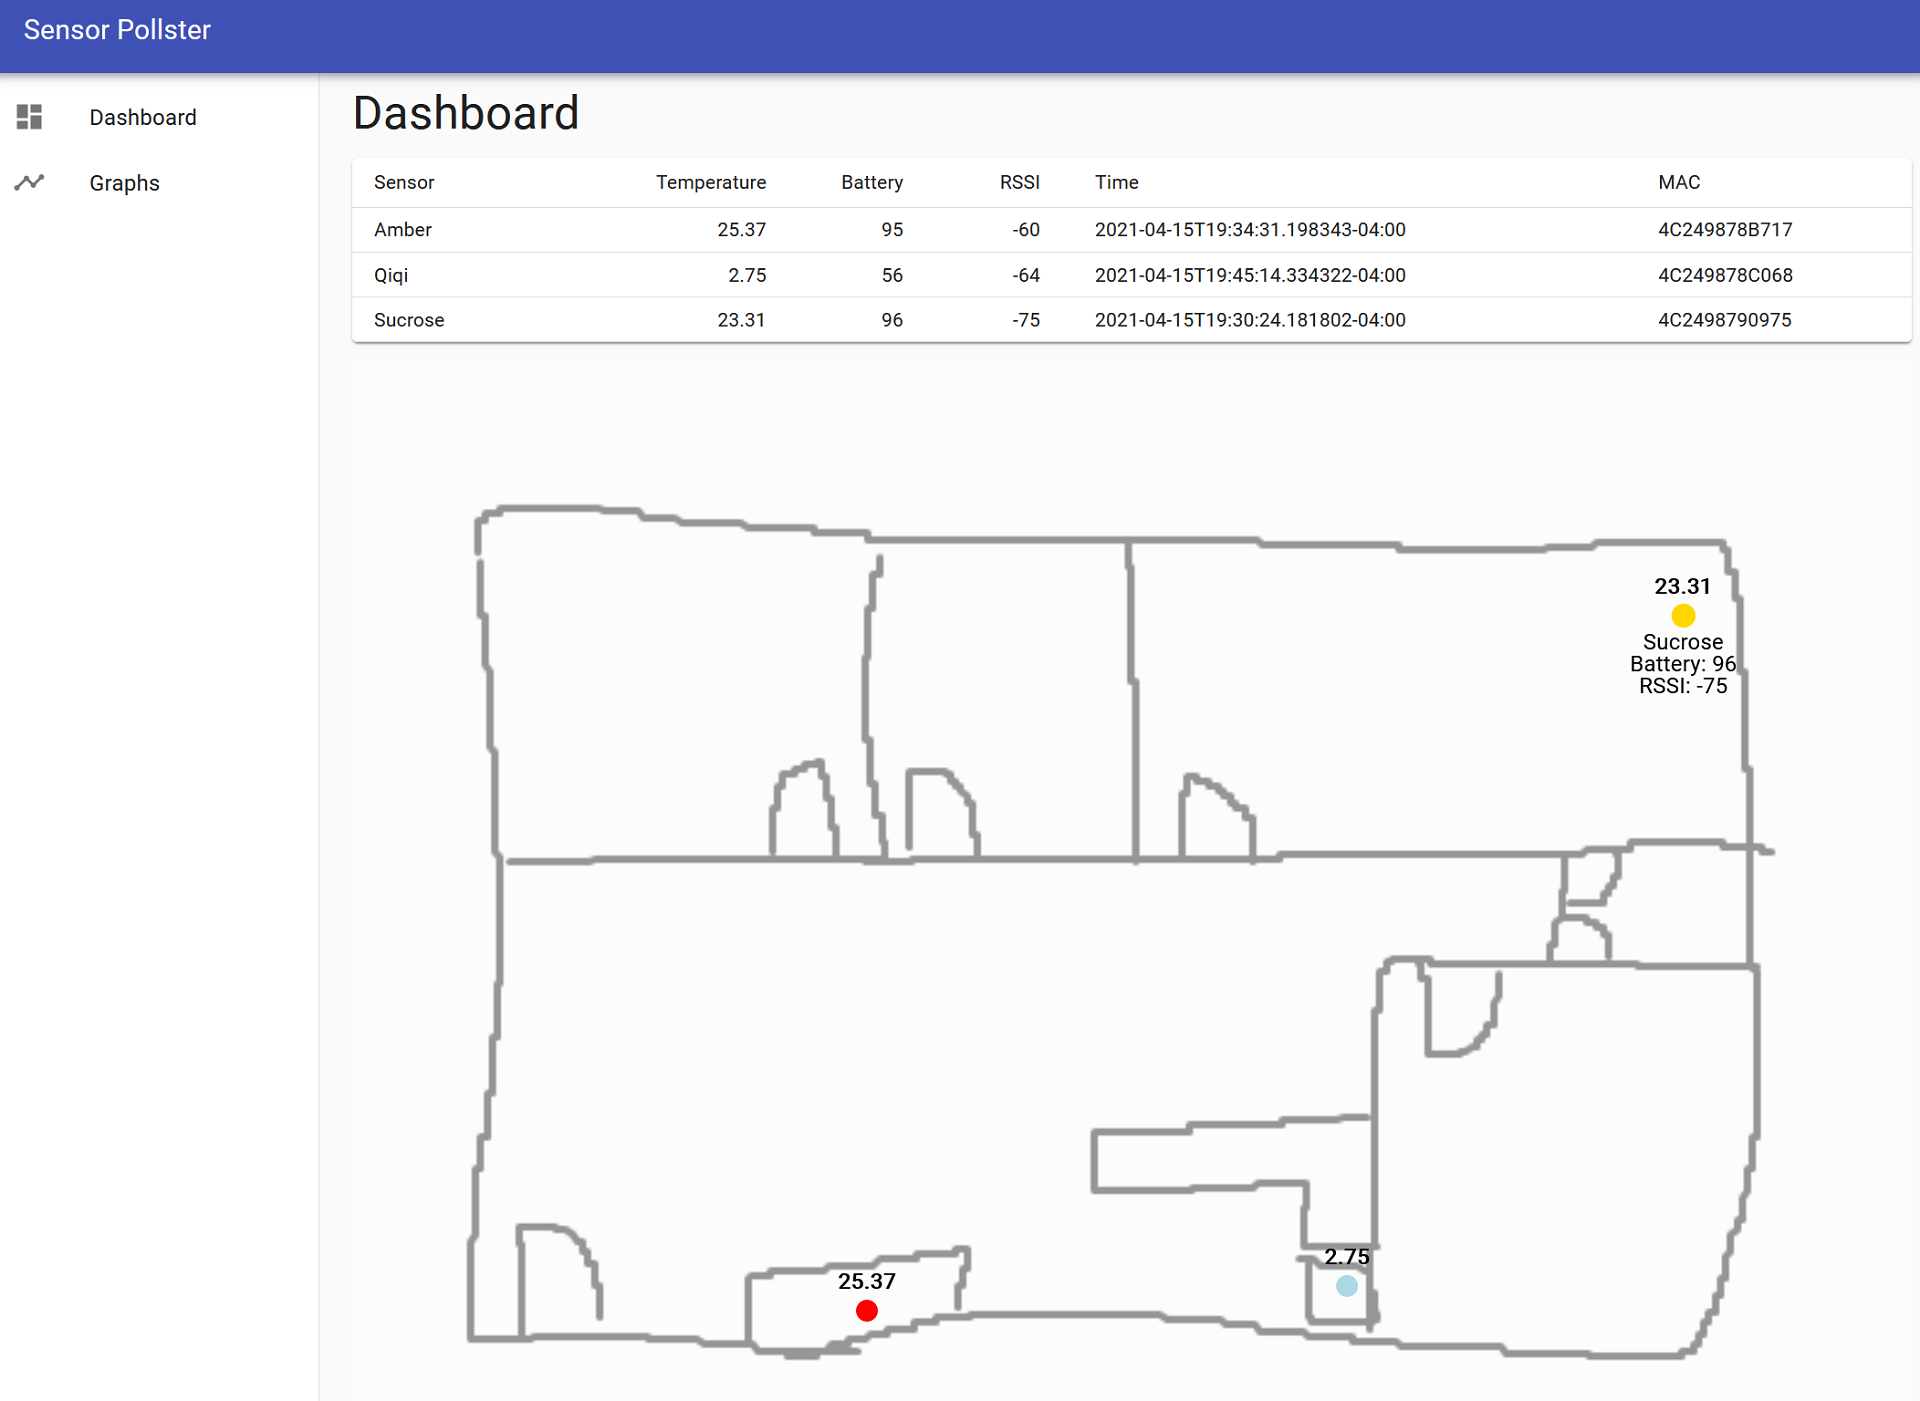 Sensor Pollster
Dashboard
Graphs
Dashboard
Sensor Temperature Battery RSSI Time MAC
Amber 25.37 95 -60 2021-04-15T19:34:31.198343-04:00 4C249878B717
Qiqi 2.75 56 -64 2021-04-15T19:45:14.334322-04:00 4C249878C068
Sucrose 23.31 96 -75 2021-04-15T19:30:24.181802-04:00 4C2498790975
23.31
Sucrose
Battery: 96
RSSI: -75
2.75
25.37